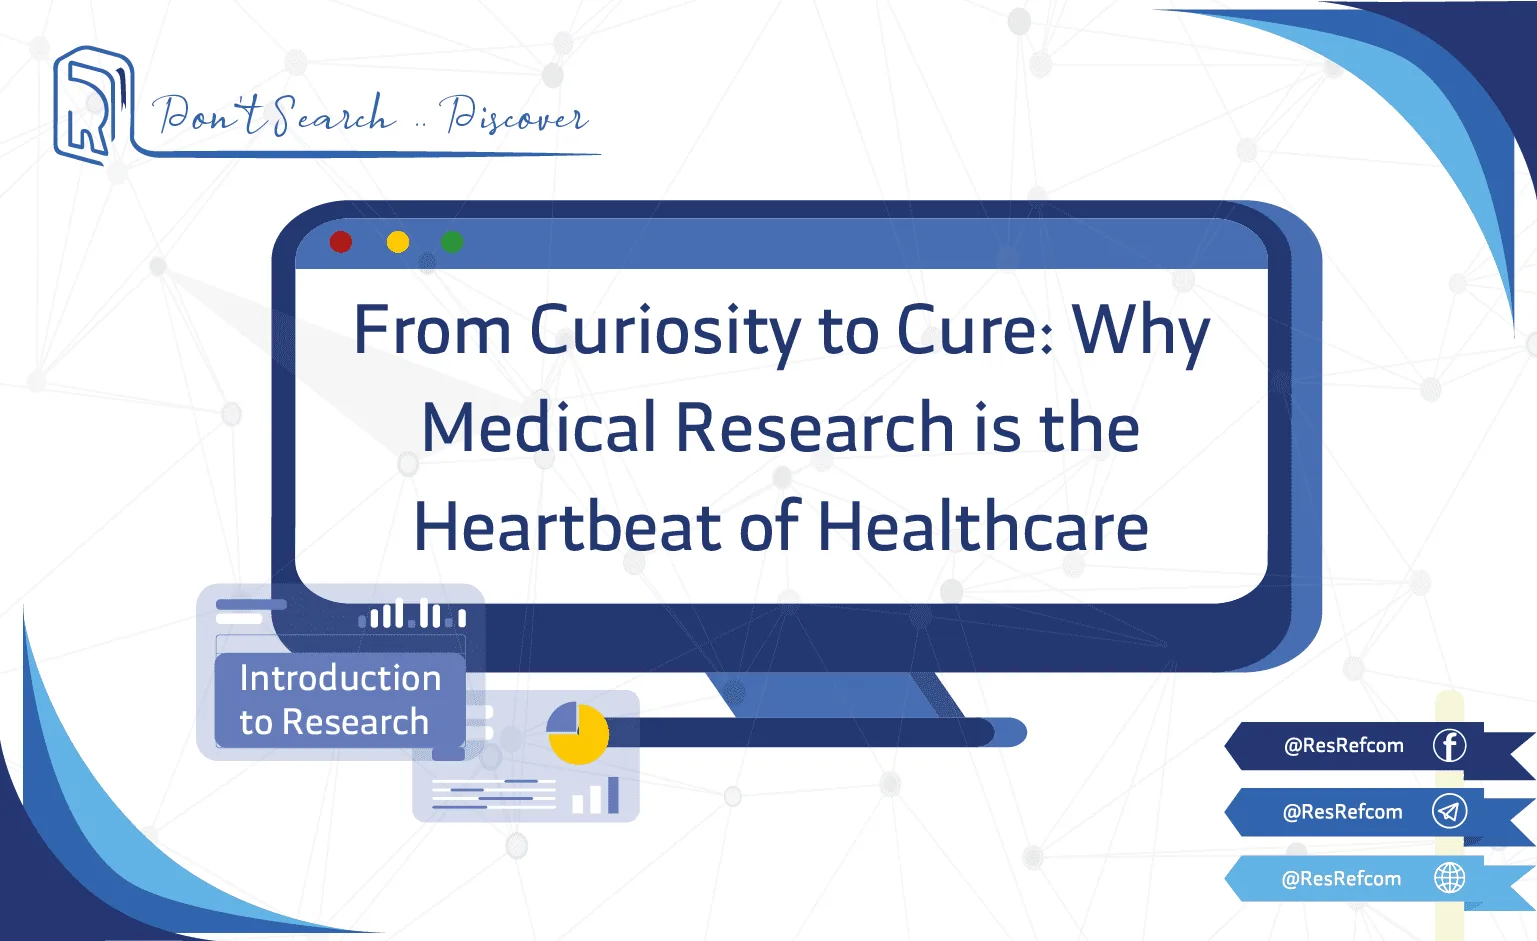 Don't Search .. Discover
From Curiosity to Cure: Why
Medical Research is the
Heartbeat of Healthcare
Introduction
to Research
@ResRefcom
@ResRefcom
@ResRefcom